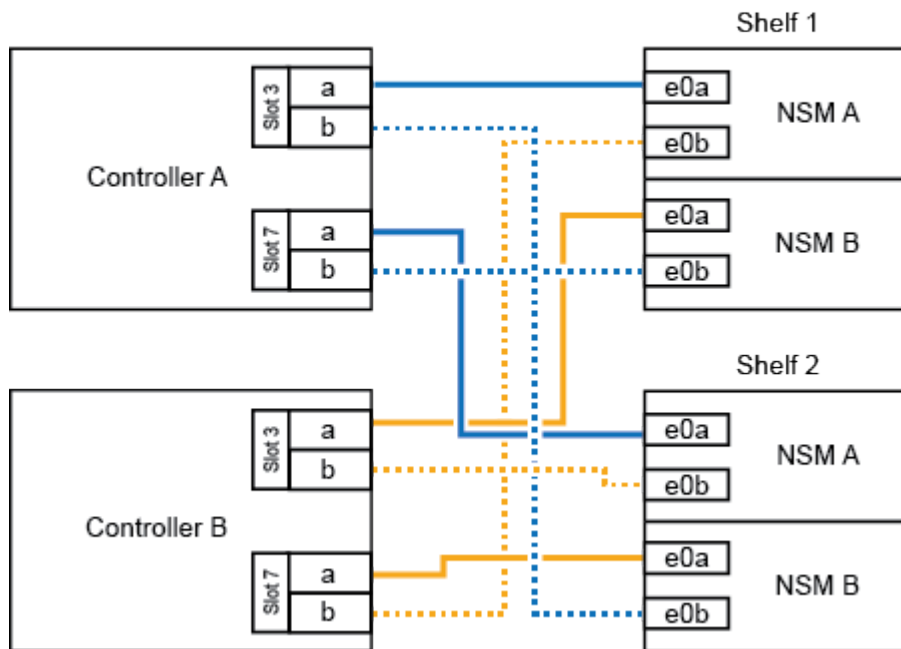 Shelf 1
Controller A
Slot 3
a
b
Slot 7
a
b
e0a
e0b
NSM A
e0a
e0b
NSM B
Shelf 2
Controller B
Slot 3
a
b
Slot 7
a
b
e0a
e0b
NSM A
e0a
e0b
NSM B